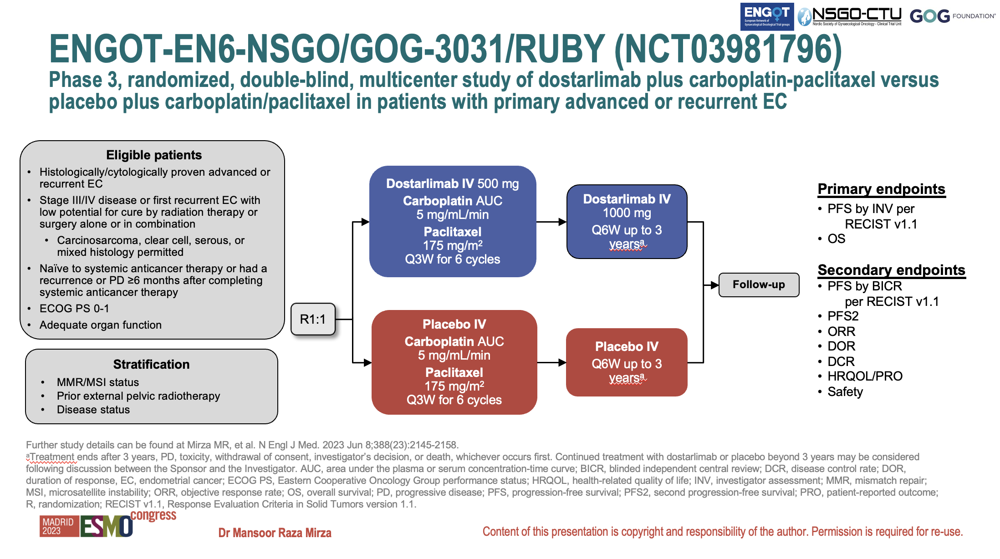 ENGOT
European Network of
Gynaecological Oncological Trial groups
NSGO-CTU
Nordic Society of Gynaecological Oncology - Clinical Trial Unit
GOG FOUNDATION®
ENGOT-EN6-NSGO/GOG-3031/RUBY (NCT03981796)
Phase 3, randomized, double-blind, multicenter study of dostarlimab plus carboplatin-paclitaxel versus
placebo plus carboplatin/paclitaxel in patients with primary advanced or recurrent EC
Eligible patients
• Histologically/cytologically proven advanced or
recurrent EC
• Stage III/IV disease or first recurrent EC with
low potential for cure by radiation therapy or
surgery alone or in combination
• Carcinosarcoma, clear cell, serous, or
mixed histology permitted
• Naïve to systemic anticancer therapy or had a
recurrence or PD ≥6 months after completing
systemic anticancer therapy
• ECOG PS 0-1
• Adequate organ function
Stratification
• MMR/MSI status
• Prior external pelvic radiotherapy
• Disease status
R1:1
Dostarlimab IV 500 mg
Carboplatin AUC
5 mg/mL/min
Paclitaxel
175 mg/m²
Q3W for 6 cycles
Dostarlimab IV
1000 mg
Q6W up to 3
yearsᵃ
Placebo IV
Carboplatin AUC
5 mg/mL/min
Paclitaxel
175 mg/m²
Q3W for 6 cycles
Placebo IV
Q6W up to 3
yearsᵃ
Follow-up
Primary endpoints
• PFS by INV per
RECIST v1.1
• OS
Secondary endpoints
• PFS by BICR
per RECIST v1.1
• PFS2
• ORR
• DOR
• DCR
• HRQOL/PRO
• Safety
Further study details can be found at Mirza MR, et al. N Engl J Med. 2023 Jun 8;388(23):2145-2158.
ᵃTreatment ends after 3 years, PD, toxicity, withdrawal of consent, investigator's decision, or death, whichever occurs first. Continued treatment with dostarlimab or placebo beyond 3 years may be considered
following discussion between the Sponsor and the Investigator. AUC, area under the plasma or serum concentration-time curve; BICR, blinded independent central review; DCR, disease control rate; DOR,
duration of response, EC, endometrial cancer; ECOG PS, Eastern Cooperative Oncology Group performance status; HRQOL, health-related quality of life; INV, investigator assessment; MMR, mismatch repair;
MSI, microsatellite instability; ORR, objective response rate; OS, overall survival; PD, progressive disease; PFS, progression-free survival; PFS2, second progression-free survival; PRO, patient-reported outcome;
R, randomization; RECIST v1.1, Response Evaluation Criteria in Solid Tumors version 1.1.
MADRID
2023
ESMO congress
Dr Mansoor Raza Mirza
Content of this presentation is copyright and responsibility of the author. Permission is required for re-use.